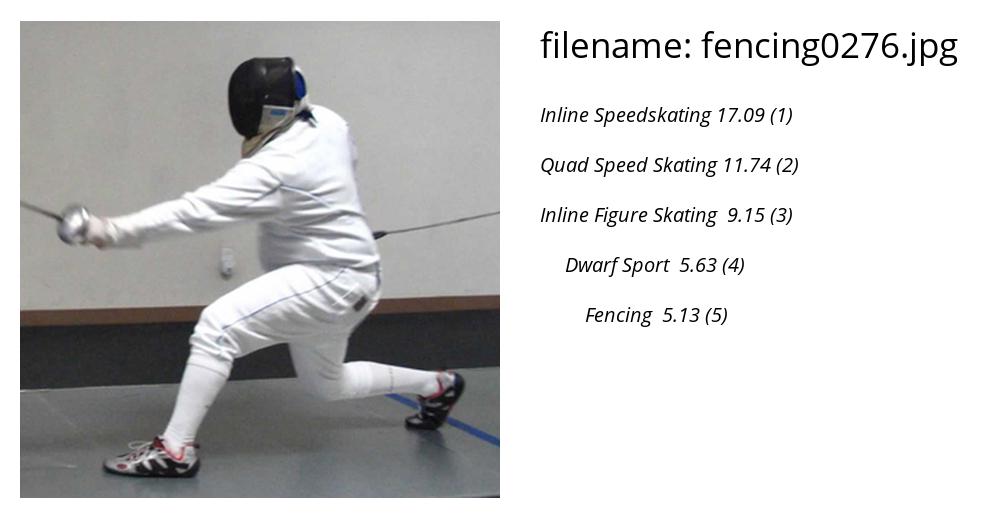 filename: fencing0276.jpg
Inline Speedskating 17.09 (1)
Quad Speed Skating 11.74 (2)
Inline Figure Skating 9.15 (3)
Dwarf Sport 5.63 (4)
Fencing 5.13 (5)